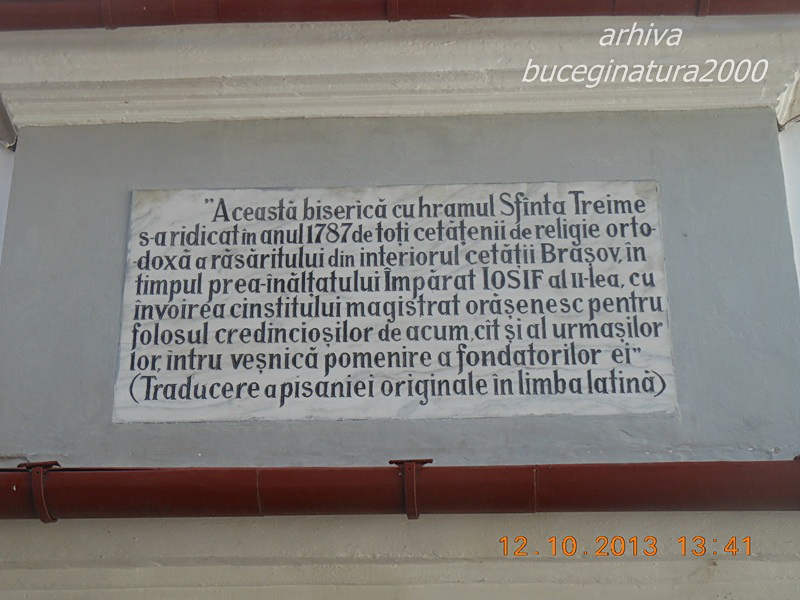 arhiva
buceginatura2000
"Această biserică cu hramul Sfînta Treime
s-a ridicat în anul 1787 de toți cetățenii de religie orto-
-doxă a răsăritului din interiorul cetății Brașov, în
timpul prea-înălțatului Împărat IOSIF al II-lea, cu
învoirea cinstitului magistrat orășenesc pentru
folosul credincioșilor de acum, cît și al urmașilor
lor, întru veșnică pomenire a fondatorilor ei"
(Traducere a pisaniei originale în limba latină)
12.10.2013 13:41